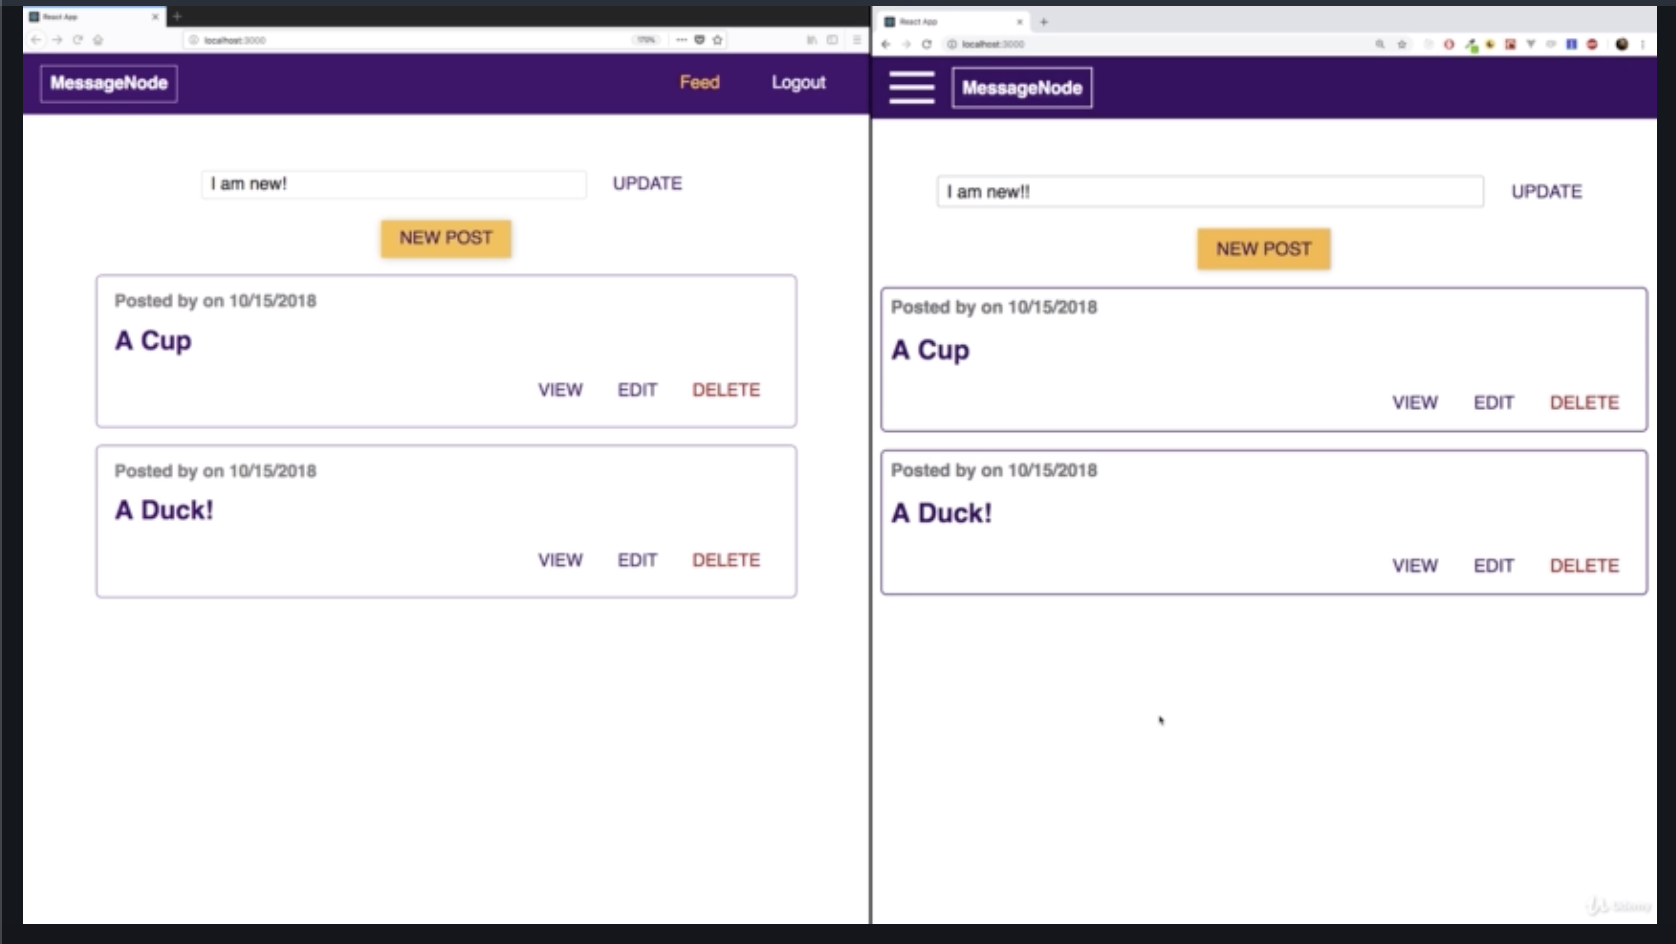 React App
localhost:3000
170%
MessageNode
Feed
Logout
I am new!
UPDATE
NEW POST
Posted by on 10/15/2018
A Cup
VIEW EDIT DELETE
Posted by on 10/15/2018
A Duck!
VIEW EDIT DELETE
React App
localhost:3000
MessageNode
I am new!!
UPDATE
NEW POST
Posted by on 10/15/2018
A Cup
VIEW EDIT DELETE
Posted by on 10/15/2018
A Duck!
VIEW EDIT DELETE
Udemy